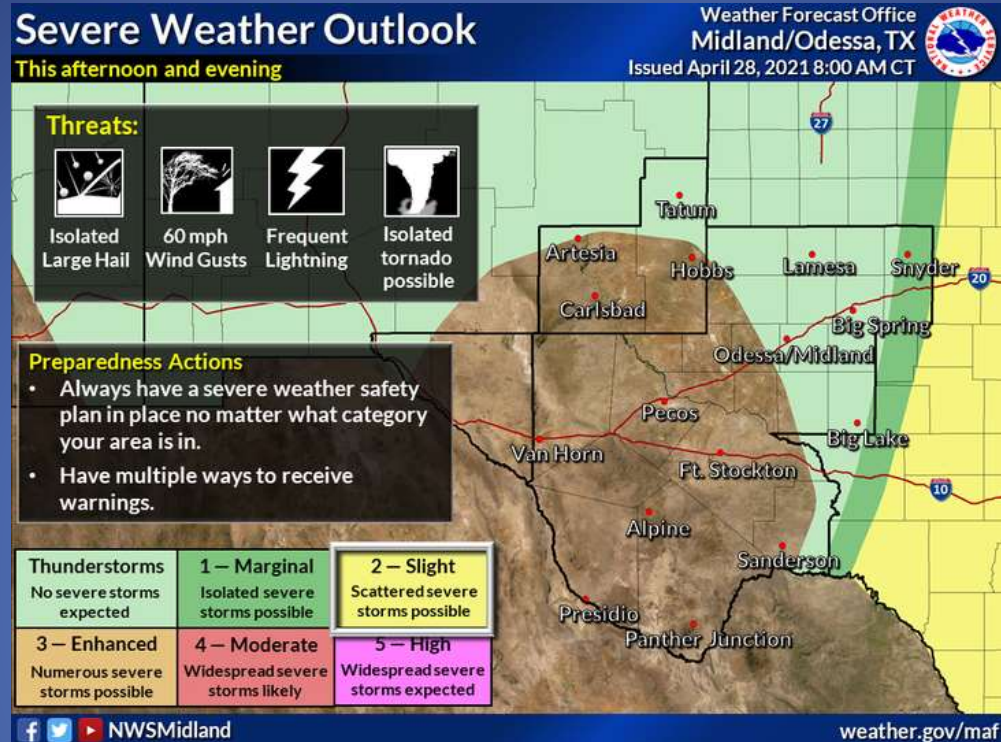 Severe Weather Outlook
This afternoon and evening
Weather Forecast Office
Midland/Odessa, TX
Issued April 28, 2021 8:00 AM CT
Threats:
Isolated
Large Hail
60 mph
Wind Gusts
Frequent
Lightning
Isolated
tornado
possible
27
Tatum
Artesia
Hobbs
Lamesa
Snyder
20
Carlsbad
Big Spring
Odessa/Midland
Preparedness Actions
• Always have a severe weather safety
plan in place no matter what category
your area is in.
• Have multiple ways to receive
warnings.
Pecos
Van Horn
Big Lake
Ft. Stockton
10
Alpine
Sanderson
Presidio
Panther Junction
Thunderstorms
No severe storms
expected
1 – Marginal
Isolated severe
storms possible
2 – Slight
Scattered severe
storms possible
3 – Enhanced
Numerous severe
storms possible
4 – Moderate
Widespread severe
storms likely
5 – High
Widespread severe
storms expected
NWSMidland
weather.gov/maf